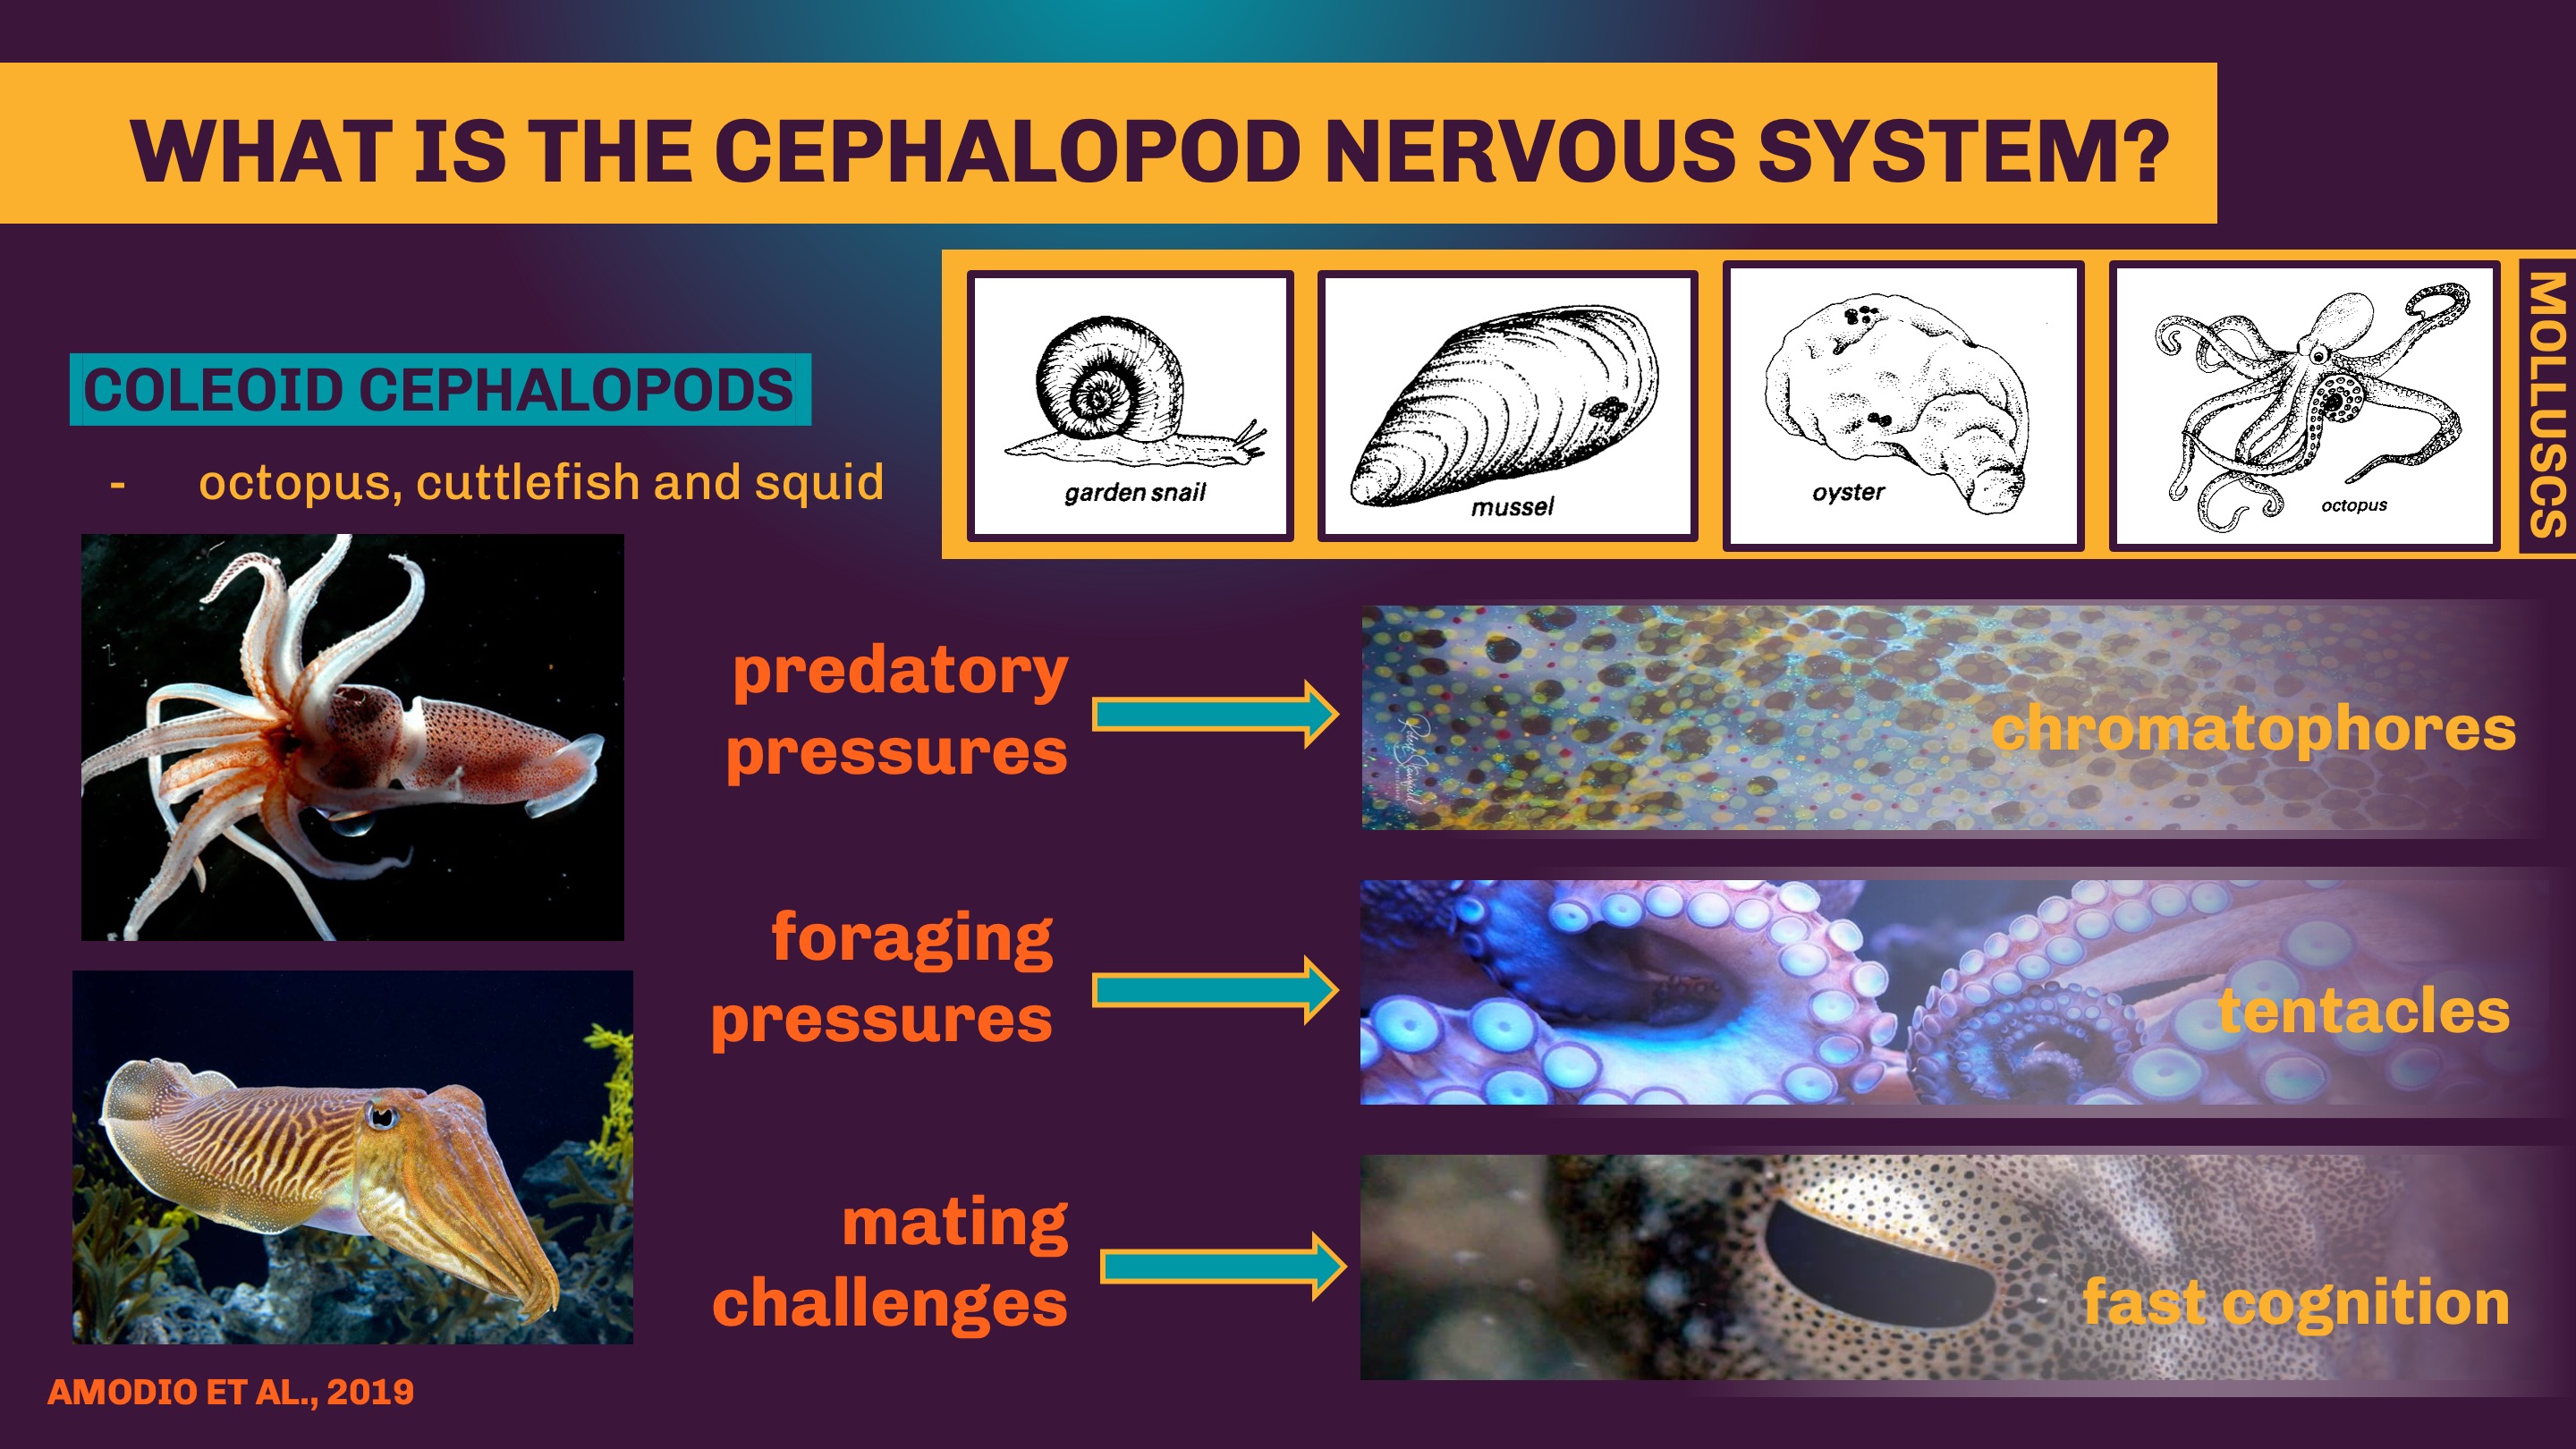 WHAT IS THE CEPHALOPOD NERVOUS SYSTEM?
COLEOID CEPHALOPODS
- octopus, cuttlefish and squid
garden snail
mussel
oyster
octopus
MOLLUSCS
predatory
pressures
chromatophores
foraging
pressures
tentacles
mating
challenges
fast cognition
AMODIO ET AL., 2019